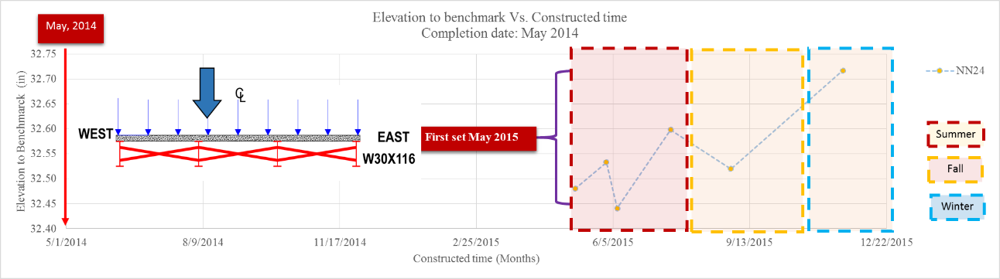 Elevation to benchmark Vs. Constructed time
Completion date: May 2014
May, 2014
Elevation to Benchmarck (in)
32.75
32.70
32.65
32.60
32.55
32.50
32.45
32.40
WEST
EAST
W30X116
CL
First set May 2015
5/1/2014
8/9/2014
11/17/2014
2/25/2015
6/5/2015
9/13/2015
12/22/2015
Constructed time (Months)
NN24
Summer
Fall
Winter